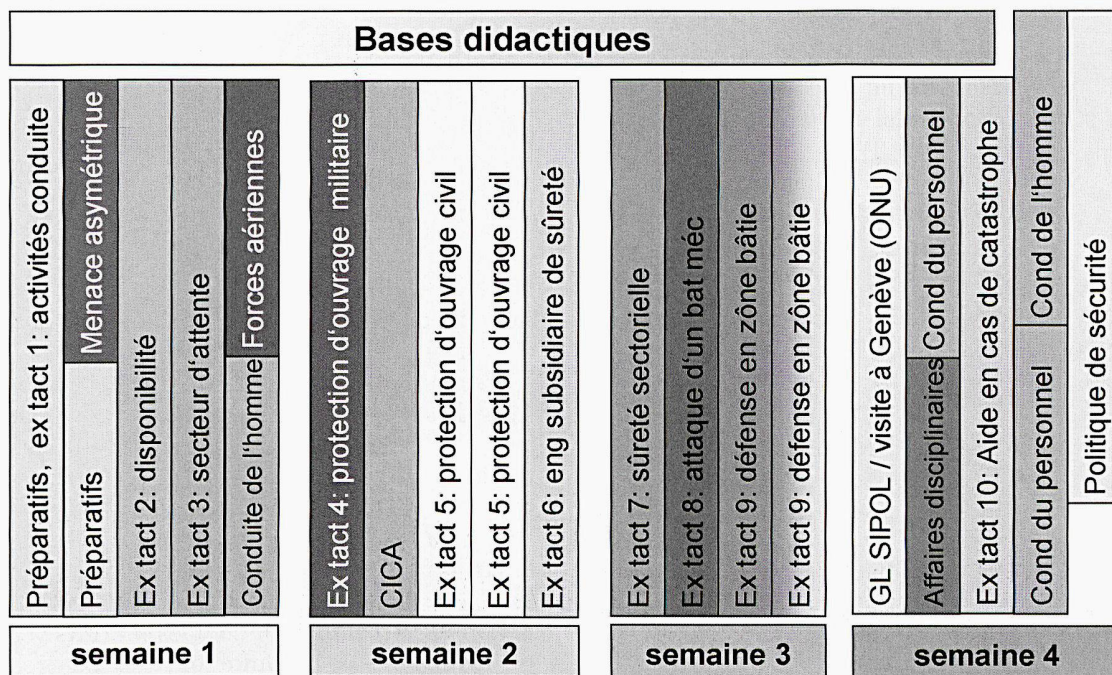 Bases didactiques
Préparatifs, ex tact 1: activités conduite
Préparatifs
Menace asymétrique
Ex tact 2: disponibilité
Ex tact 3: secteur d'attente
Conduite de l'homme
Forces aériennes
semaine 1
Ex tact 4: protection d'ouvrage militaire
CICA
Ex tact 5: protection d'ouvrage civil
Ex tact 5: protection d'ouvrage civil
Ex tact 6: eng subsidiaire de sûreté
semaine 2
Ex tact 7: sûreté sectorielle
Ex tact 8: attaque d'un bat méc
Ex tact 9: défense en zône bâtie
Ex tact 9: défense en zône bâtie
semaine 3
GL SIPOL / visite à Genève (ONU)
Affaires disciplinaires
Cond du personnel
Ex tact 10: Aide en cas de catastrophe
Cond du personnel
Cond de l'homme
Politique de sécurité
semaine 4